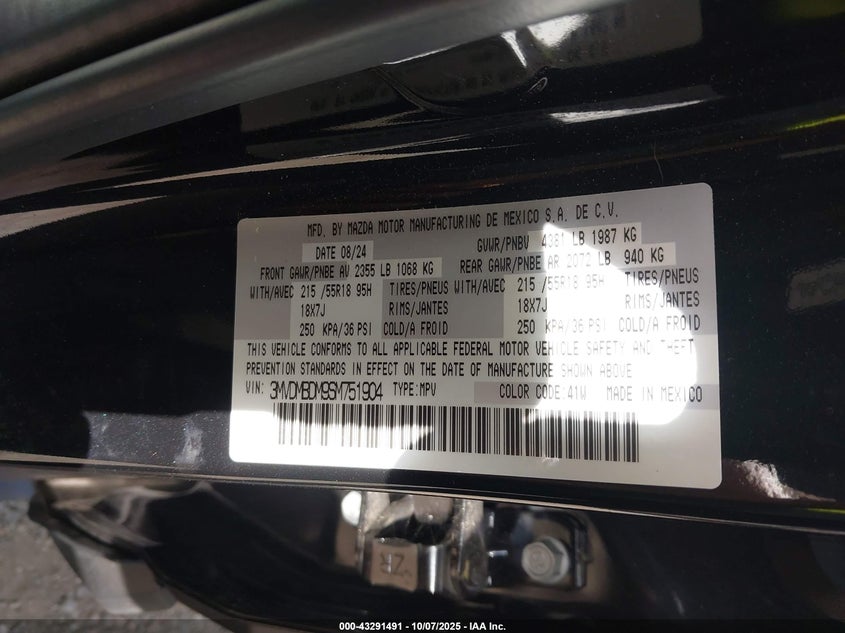 MFD. BY MAZDA MOTOR MANUFACTURING DE MEXICO S.A. DE C.V.
DATE 08/24 GVWR/PNBV 4381 LB 1987 KG
FRONT GAWR/PNBE AV 2355 LB 1068 KG REAR GAWR/PNBE AR 2072 LB 940 KG
WITH/AVEC 215 /55R18 95H TIRES/PNEUS WITH/AVEC 215 /55R18 95H TIRES/PNEUS
18X7J RIMS/JANTES 18X7J RIMS/JANTES
250 KPA/36 PSI COLD/A FROID 250 KPA/36 PSI COLD/A FROID
THIS VEHICLE CONFORMS TO ALL APPLICABLE FEDERAL MOTOR VEHICLE SAFETY AND THEFT
PREVENTION STANDARDS IN EFFECT ON THE DATE OF MANUFACTURE SHOWN ABOVE
VIN: 3MVDMBDM9SM751904 TYPE:MPV COLOR CODE:41W MADE IN MEXICO
000-43291491 - 10/07/2025 - IAA Inc.